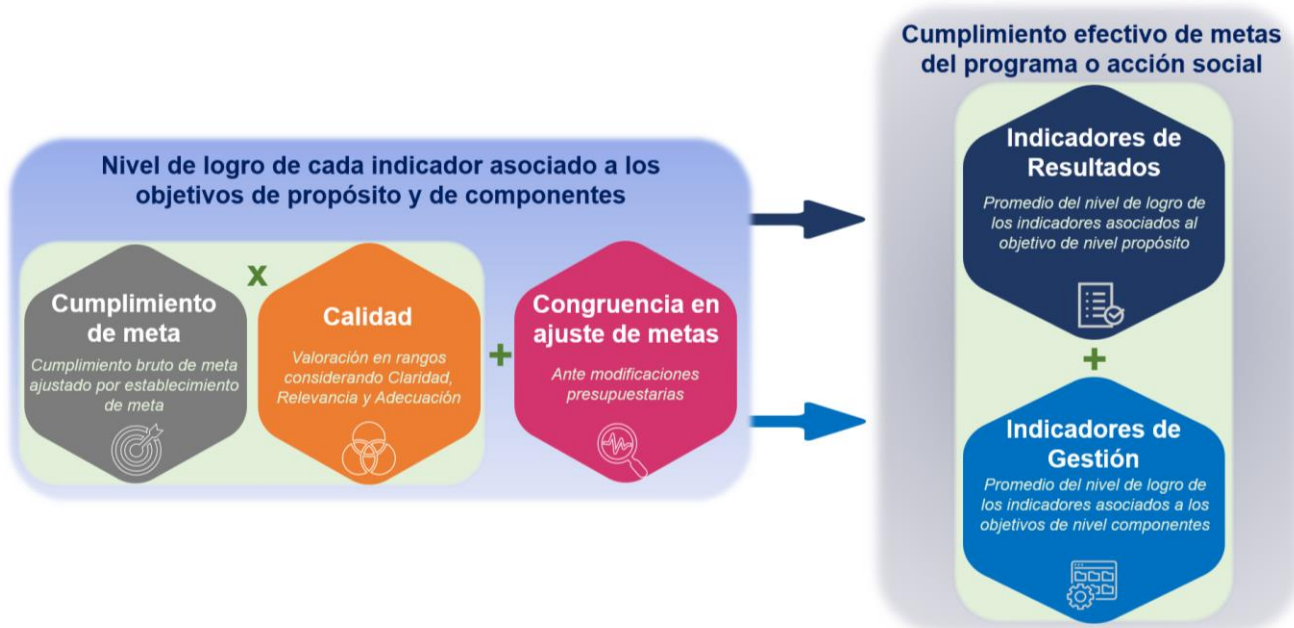 Nivel de logro de cada indicador asociado a los
objetivos de propósito y de componentes
Cumplimiento
de meta
Cumplimiento bruto de meta
ajustado por establecimiento
de meta
x
Calidad
Valoración en rangos
considerando Claridad,
Relevancia y Adecuación
+
Congruencia en
ajuste de metas
Ante modificaciones
presupuestarias
Cumplimiento efectivo de metas
del programa o acción social
Indicadores de
Resultados
Promedio del nivel de logro de
los indicadores asociados al
objetivo de nivel propósito
+
Indicadores de
Gestión
Promedio del nivel de logro de
los indicadores asociados a los
objetivos de nivel componentes